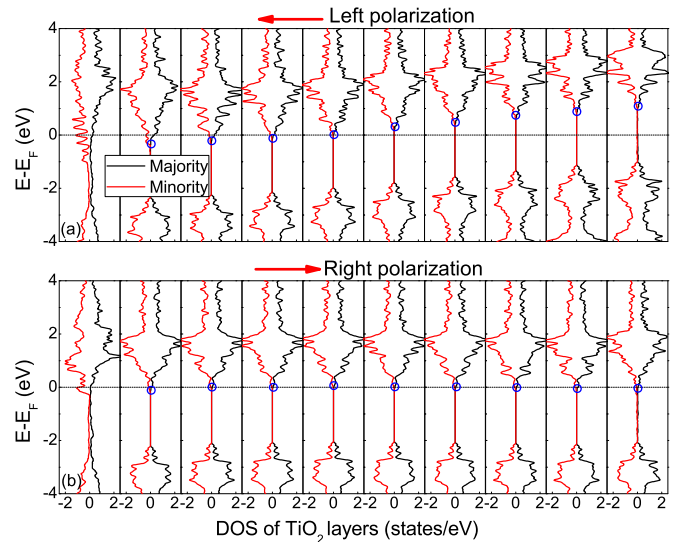 Left polarization
4
2
0
-2
-4
E-E_F (eV)
Majority
Minority
(a)
Right polarization
4
2
0
-2
-4
E-E_F (eV)
(b)
-2 0 2-2 0 2-2 0 2-2 0 2-2 0 2-2 0 2-2 0 2-2 0 2-2 0 2-2 0 2
DOS of TiO2 layers (states/eV)